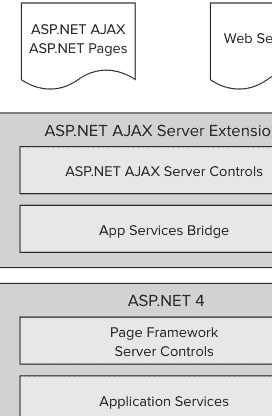 ASP.NET AJAX
ASP.NET Pages
Web Se
ASP.NET AJAX Server Extensio
ASP.NET AJAX Server Controls
App Services Bridge
ASP.NET 4
Page Framework
Server Controls
Application Services